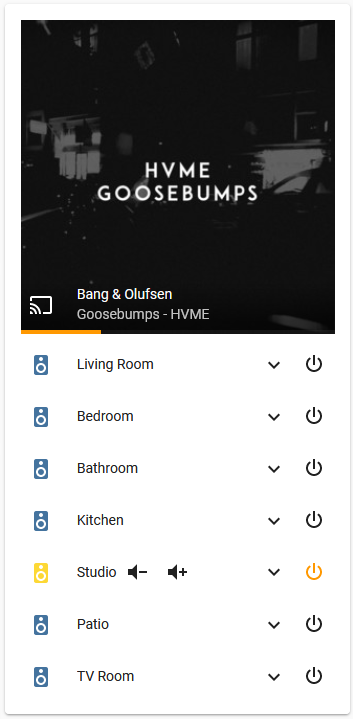 HVME
GOOSEBUMPS
Bang & Olufsen
Goosebumps - HVME
Living Room
Bedroom
Bathroom
Kitchen
Studio
Patio
TV Room